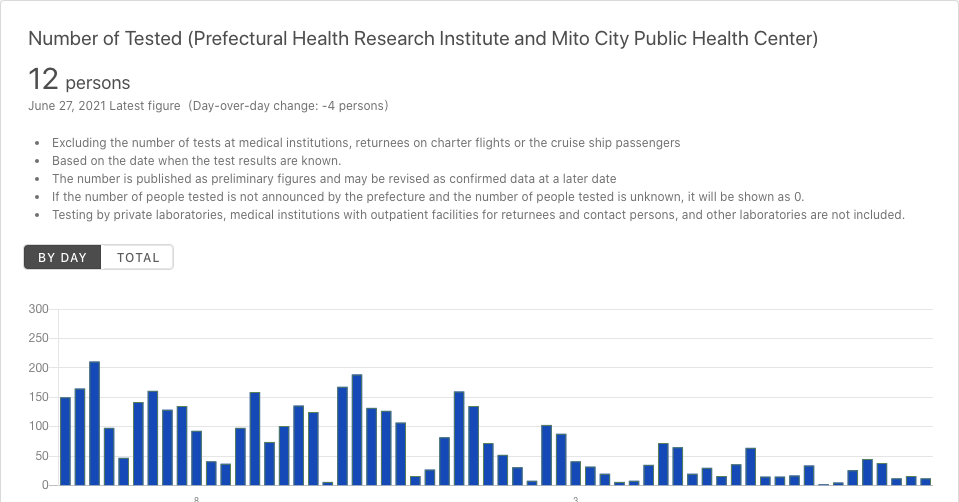 Number of Tested (Prefectural Health Research Institute and Mito City Public Health Center)
12 persons
June 27, 2021 Latest figure (Day-over-day change: -4 persons)
• Excluding the number of tests at medical institutions, returnees on charter flights or the cruise ship passengers
• Based on the date when the test results are known.
• The number is published as preliminary figures and may be revised as confirmed data at a later date
• If the number of people tested is not announced by the prefecture and the number of people tested is unknown, it will be shown as 0.
• Testing by private laboratories, medical institutions with outpatient facilities for returnees and contact persons, and other laboratories are not included.
BY DAY TOTAL
300
250
200
150
100
50
0